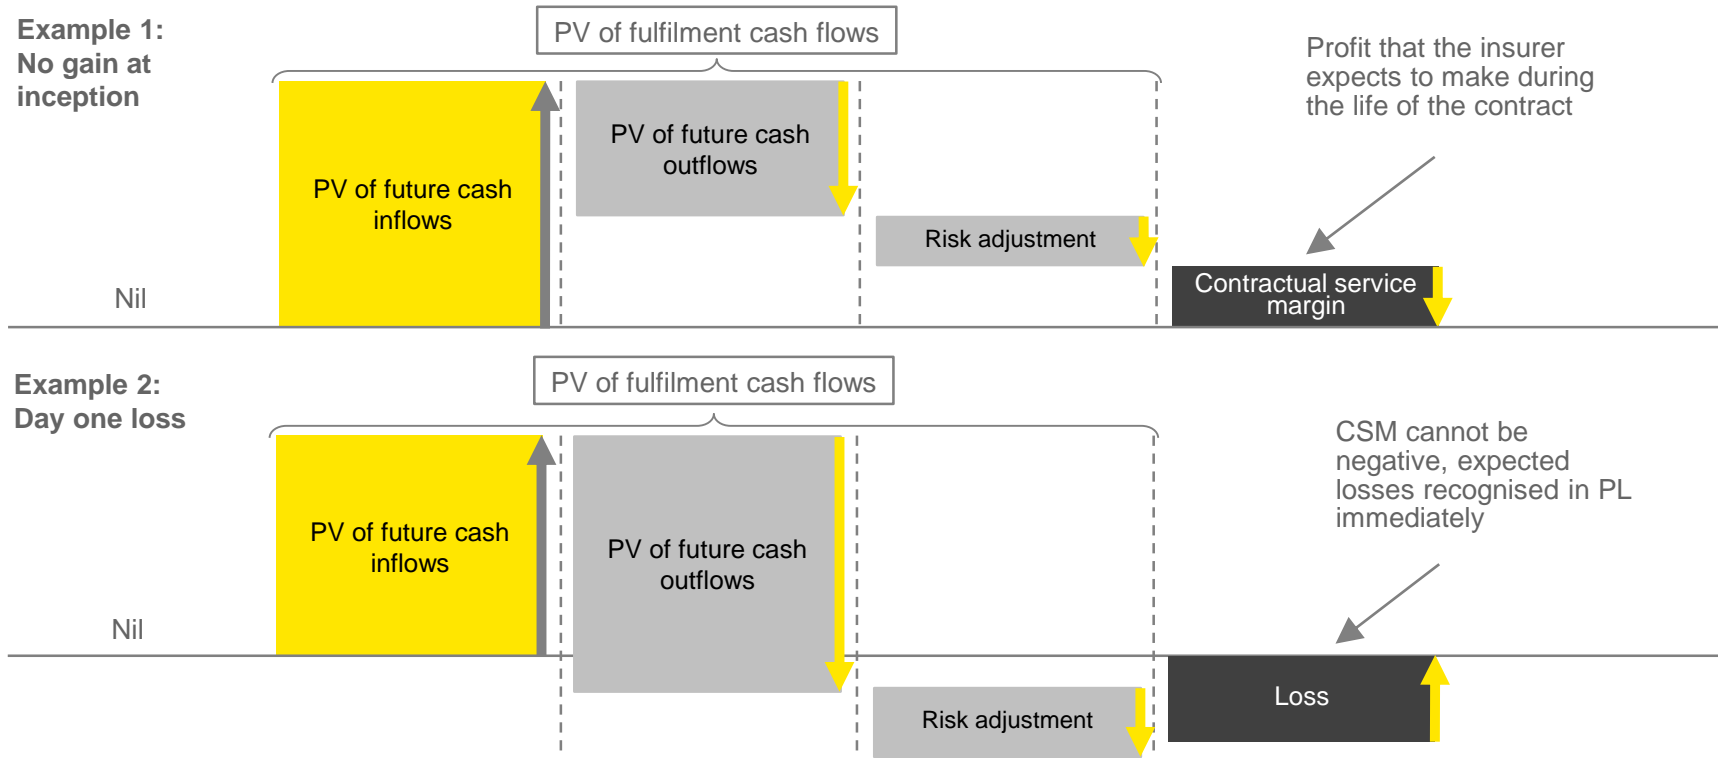 Example 1:
No gain at
inception
PV of fulfilment cash flows
Profit that the insurer
expects to make during
the life of the contract
PV of future cash
inflows
PV of future cash
outflows
Risk adjustment
Contractual service
margin
Nil
Example 2:
Day one loss
PV of fulfilment cash flows
CSM cannot be
negative, expected
losses recognised in PL
immediately
PV of future cash
inflows
PV of future cash
outflows
Nil
Risk adjustment
Loss